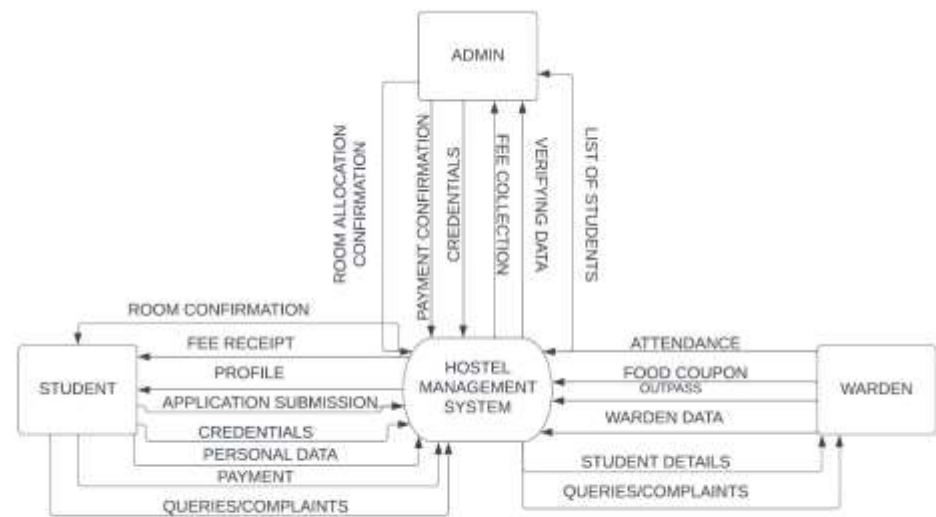 ADMIN
ROOM ALLOCATION
CONFIRMATION
PAYMENT CONFIRMATION
CREDENTIALS
FEE COLLECTION
VERIFYING DATA
LIST OF STUDENTS
ROOM CONFIRMATION
FEE RECEIPT
PROFILE
STUDENT
APPLICATION SUBMISSION
CREDENTIALS
PERSONAL DATA
PAYMENT
QUERIES/COMPLAINTS
HOSTEL
MANAGEMENT
SYSTEM
ATTENDANCE
FOOD COUPON
OUTPASS
WARDEN
WARDEN DATA
STUDENT DETAILS
QUERIES/COMPLAINTS